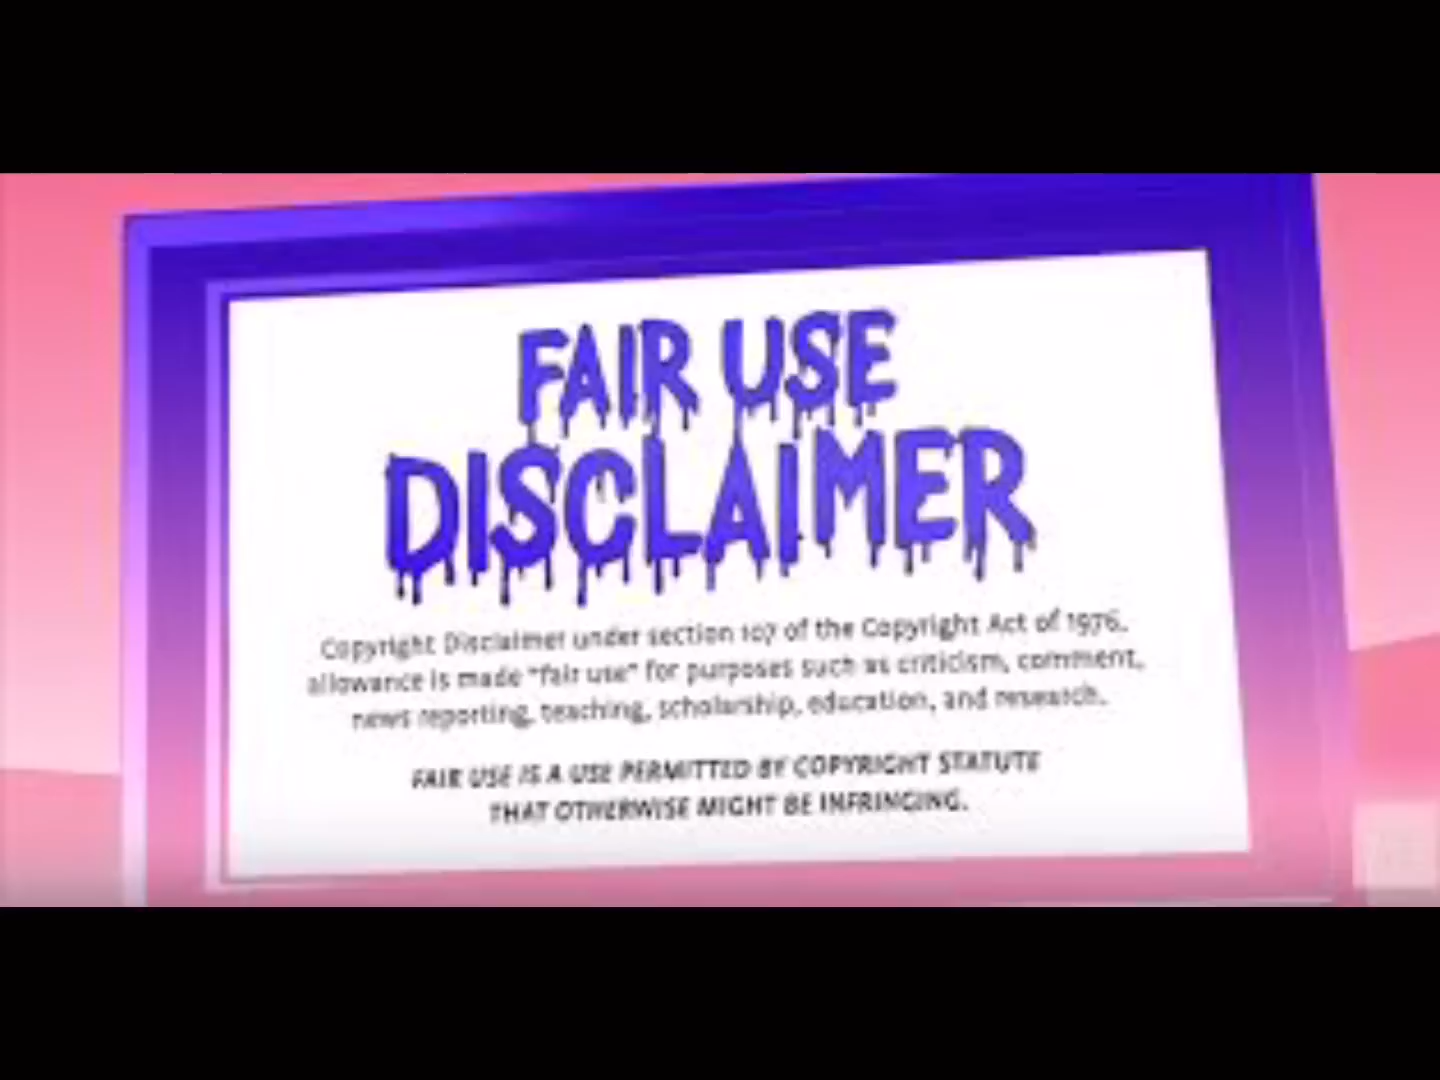 FAIR USE
DISCLAIMER
Copyright Disclaimer under section 107 of the Copyright Act of 1976,
allowance is made "fair use" for purposes such as criticism, comment,
news reporting, teaching, scholarship, education, and research.
FAIR USE IS A USE PERMITTED BY COPYRIGHT STATUTE
THAT OTHERWISE MIGHT BE INFRINGING.